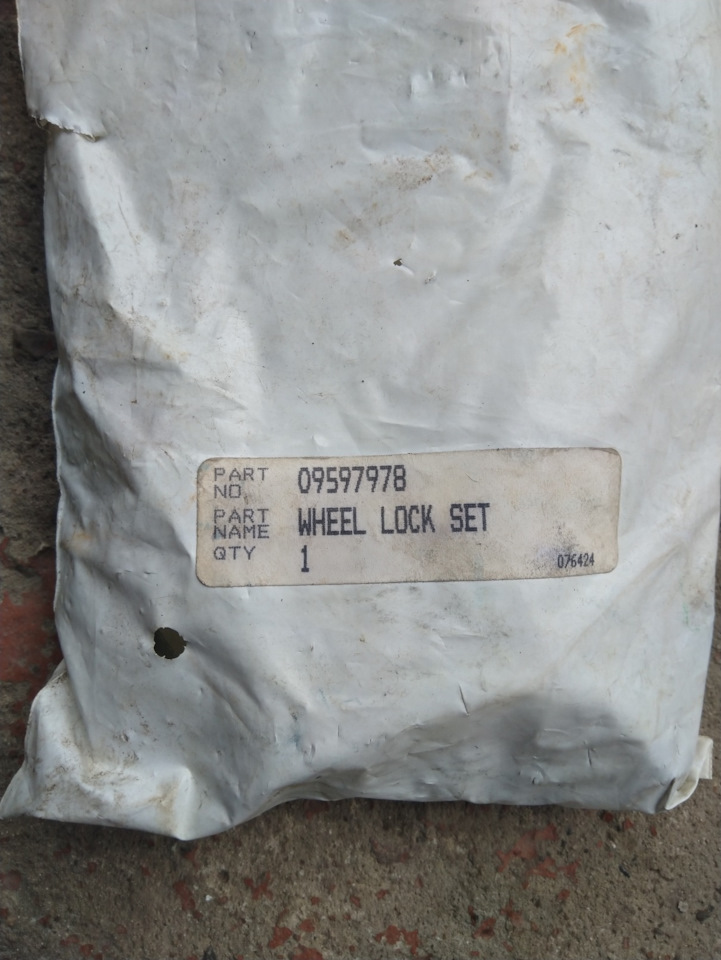 PART NO 09597978
PART NAME WHEEL LOCK SET
QTY 1
076424